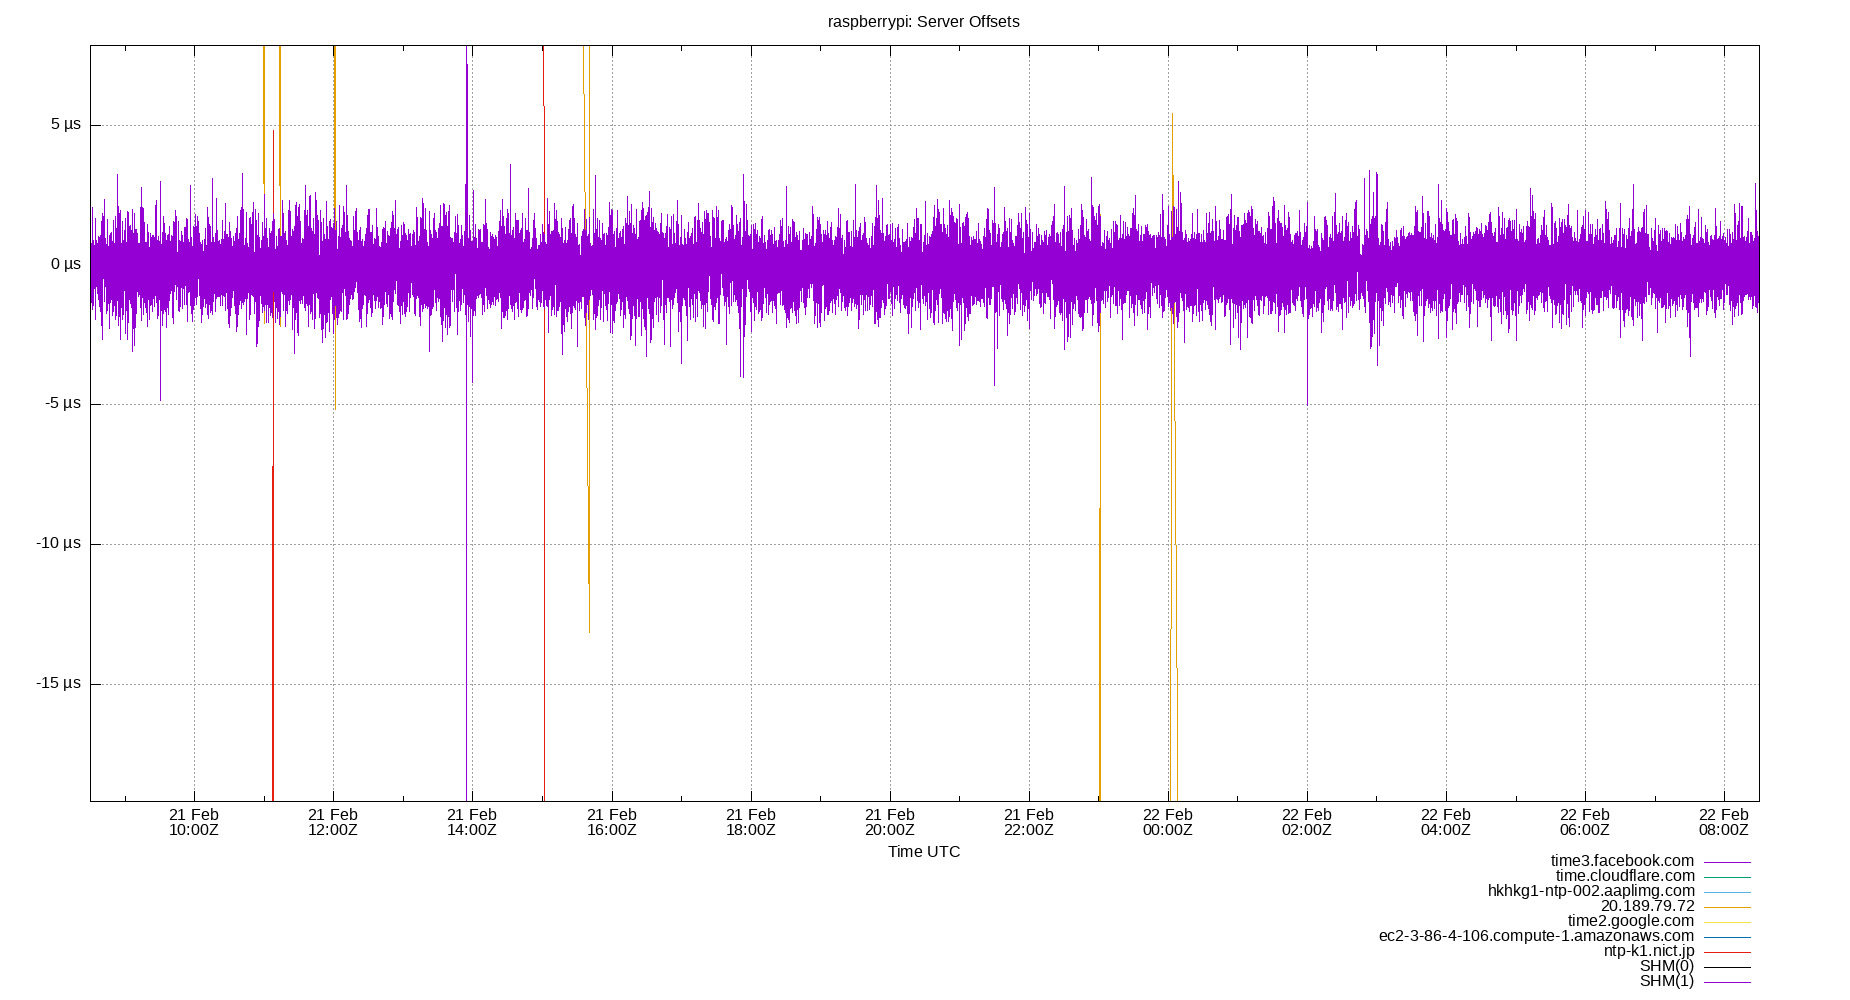 raspberrypi: Server Offsets
5 µs
0 µs
-5 µs
-10 µs
-15 µs
21 Feb 21 Feb 21 Feb 21 Feb 21 Feb 21 Feb 21 Feb 22 Feb 22 Feb 22 Feb 22 Feb 22 Feb
10:00Z 12:00Z 14:00Z 16:00Z 18:00Z 20:00Z 22:00Z 00:00Z 02:00Z 04:00Z 06:00Z 08:00Z
Time UTC
time3.facebook.com
time.cloudflare.com
hkhkg1-ntp-002.aaplimg.com
20.189.79.72
time2.google.com
ec2-3-86-4-106.compute-1.amazonaws.com
ntp-k1.nict.jp
SHM(0)
SHM(1)